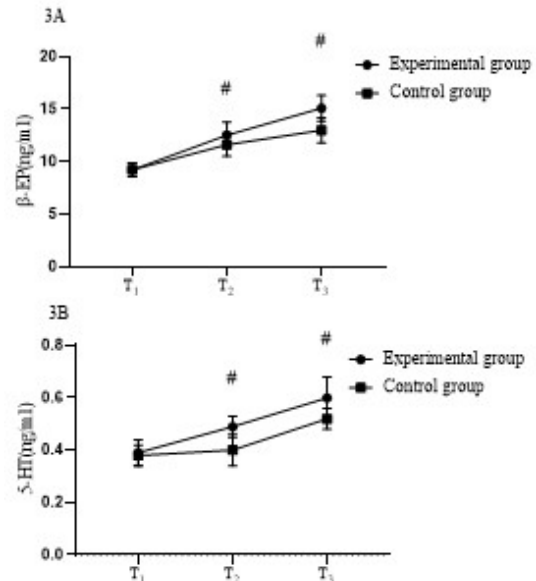 3A
β-EP(ng/ml)
20
15
10
5
0
#
#
Experimental group
Control group
T₁
T₂
T₃
3B
5-HT(ng/ml)
0.8
0.6
0.4
0.2
0.0
#
#
Experimental group
Control group
T₁
T₂
T₃